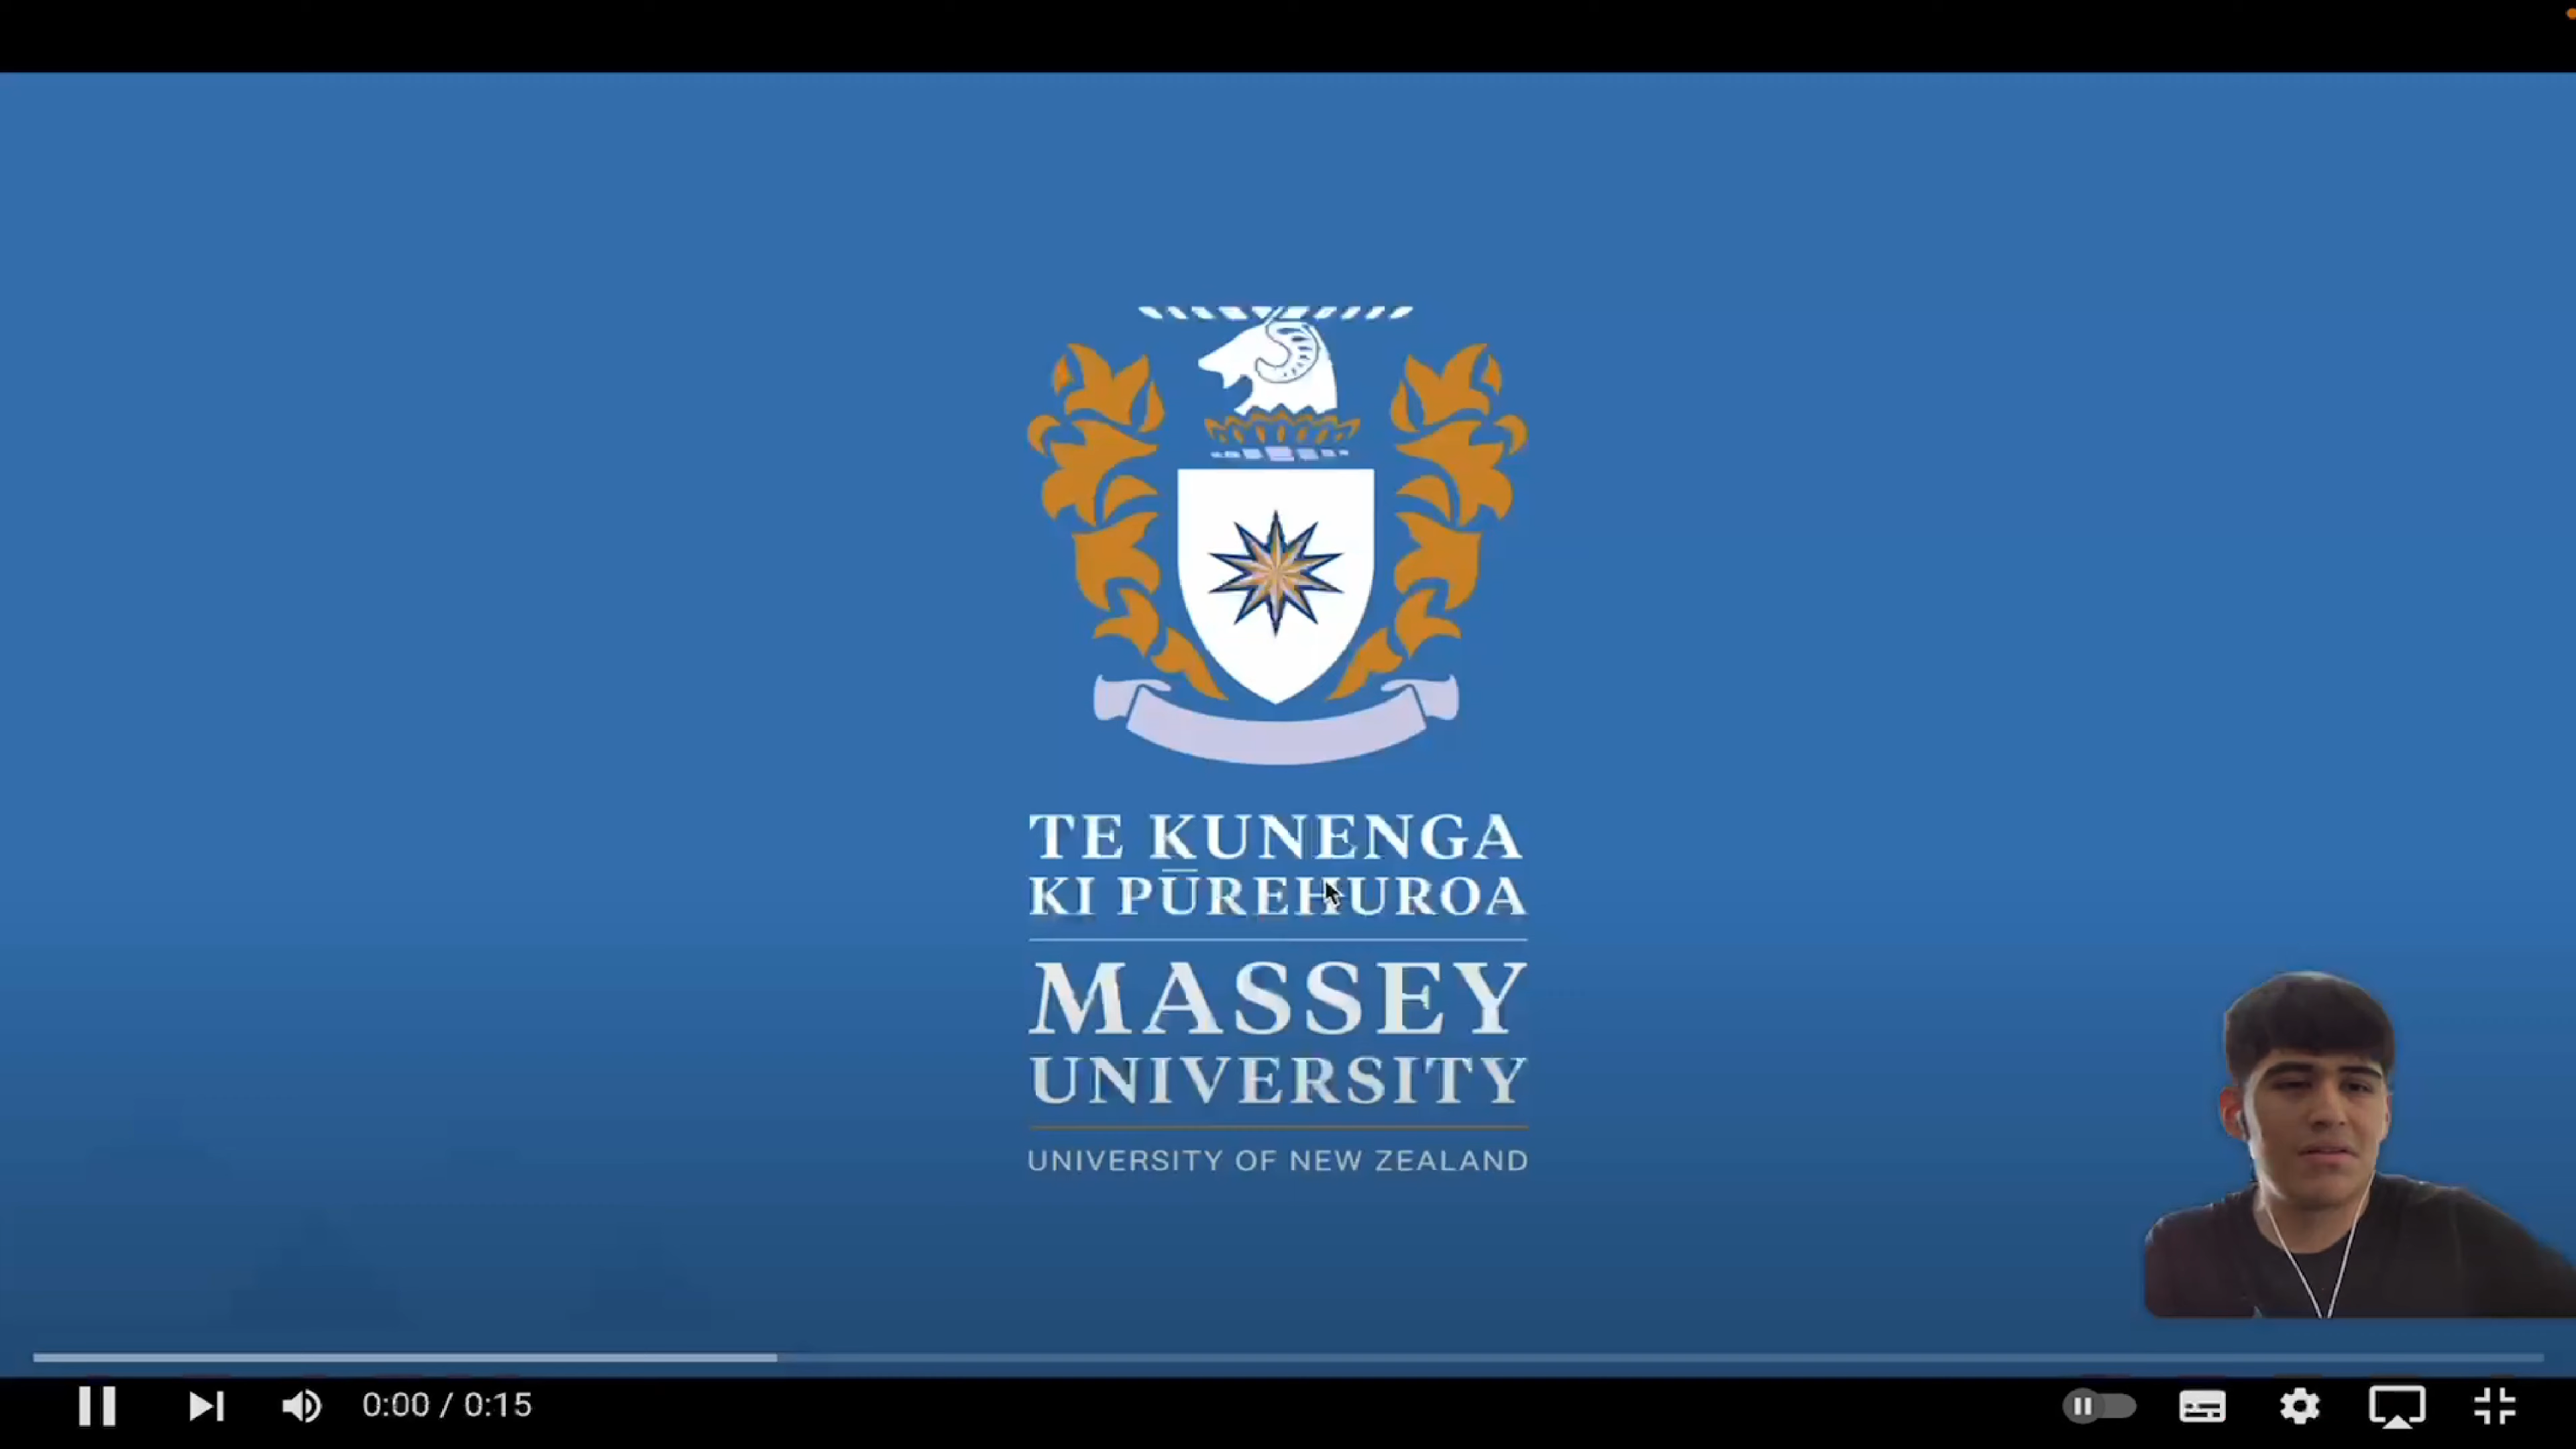 TE KUNENGA
KI PŪREHUROA
MASSEY
UNIVERSITY
UNIVERSITY OF NEW ZEALAND
0:00 / 0:15